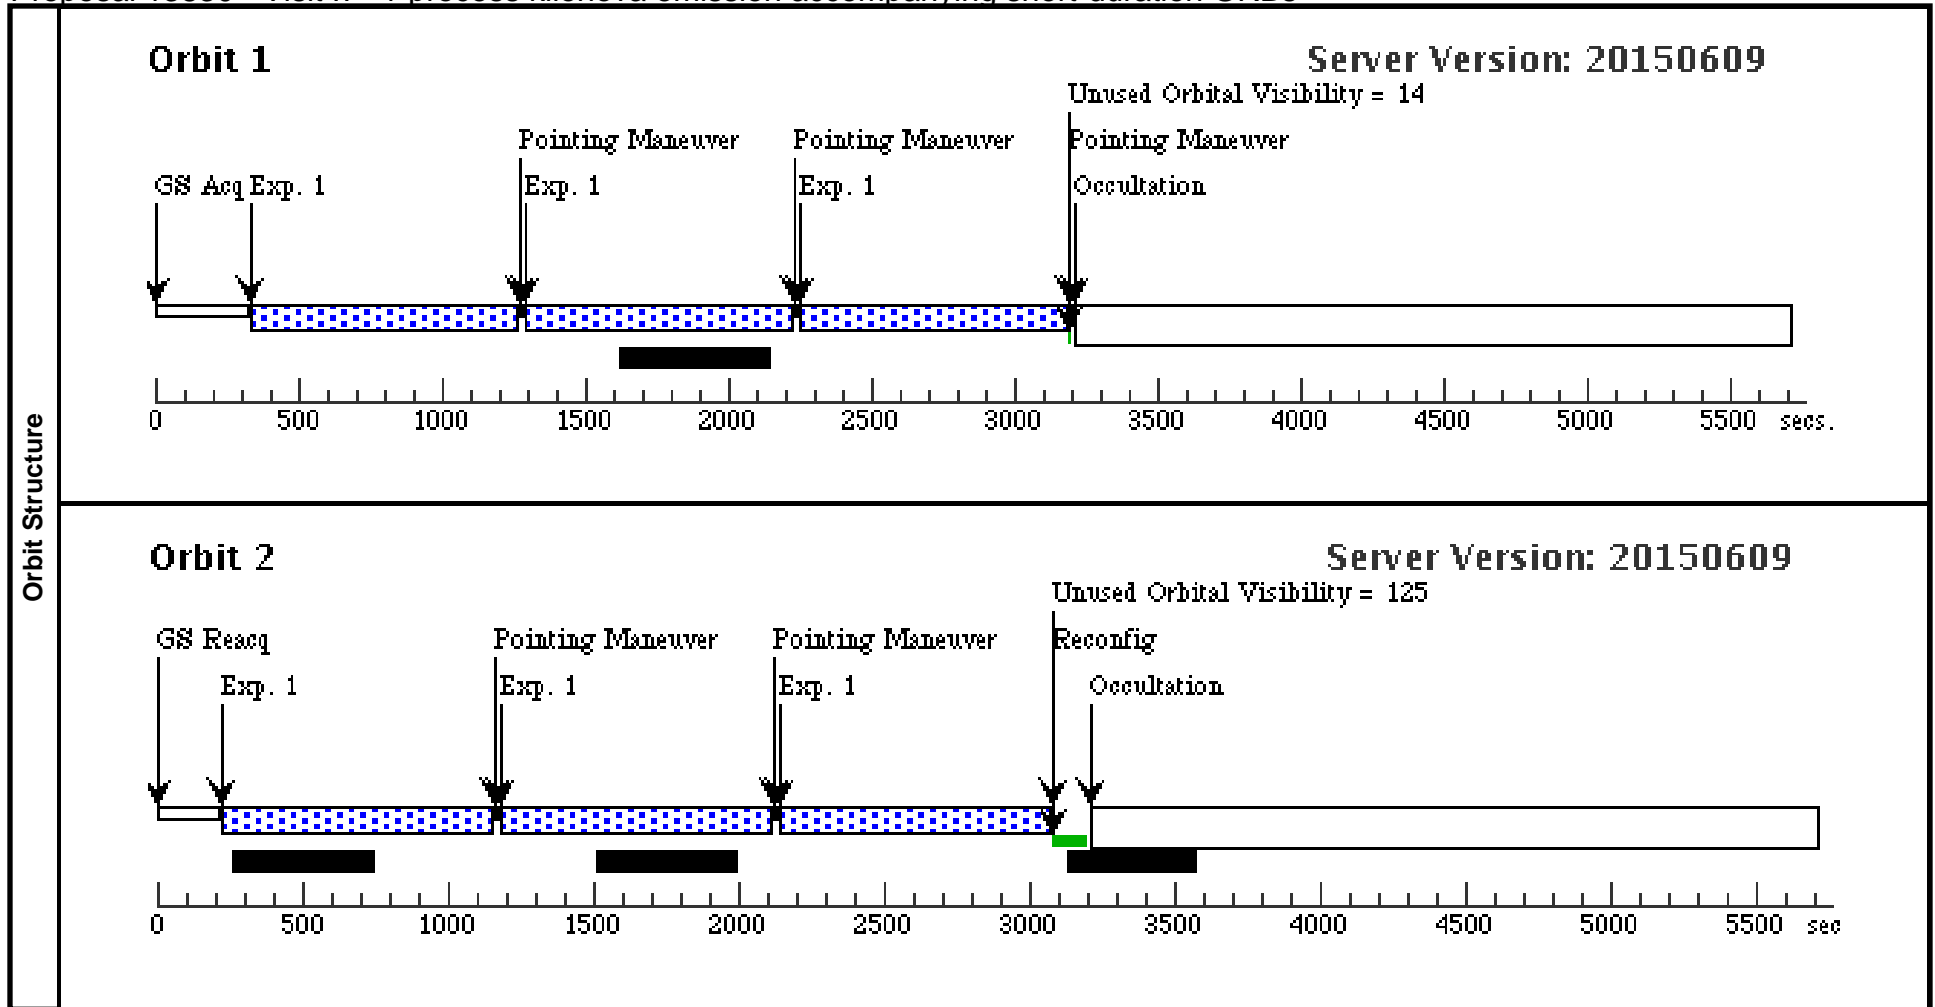 Orbit Structure
Orbit 1
Server Version: 20150609
Unused Orbital Visibility = 14
Pointing Maneuver Pointing Maneuver Pointing Maneuver
GS Acq Exp. 1 Exp. 1 Exp. 1 Occultation
0 500 1000 1500 2000 2500 3000 3500 4000 4500 5000 5500 secs.
Orbit 2
Server Version: 20150609
Unused Orbital Visibility = 125
GS Reacq Pointing Maneuver Pointing Maneuver Reconfig
Exp. 1 Exp. 1 Exp. 1 Occultation
0 500 1000 1500 2000 2500 3000 3500 4000 4500 5000 5500 sec